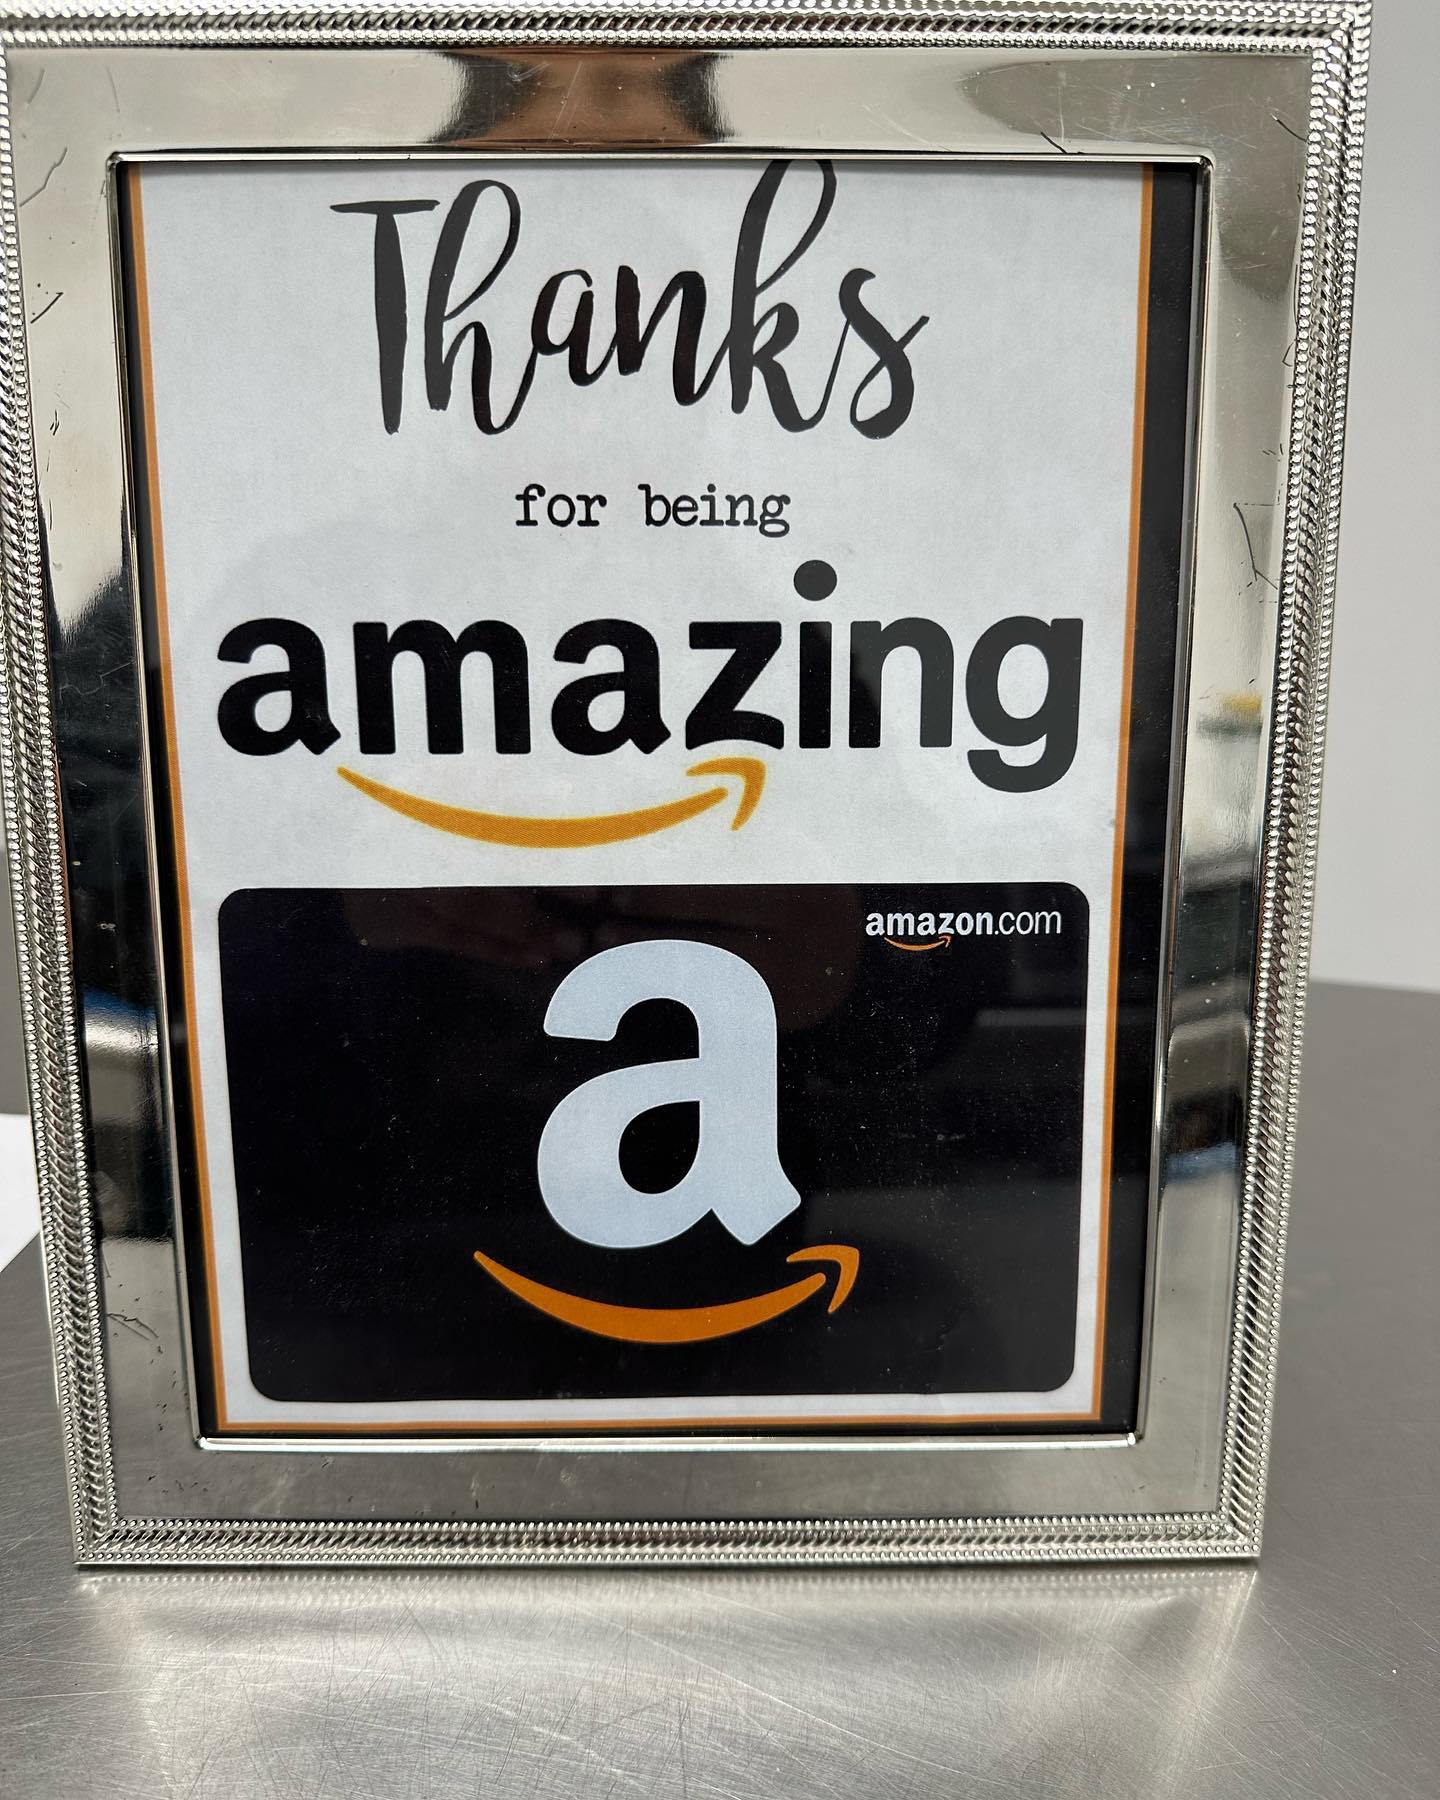 Thanks
for being
amazing
amazon.com
a